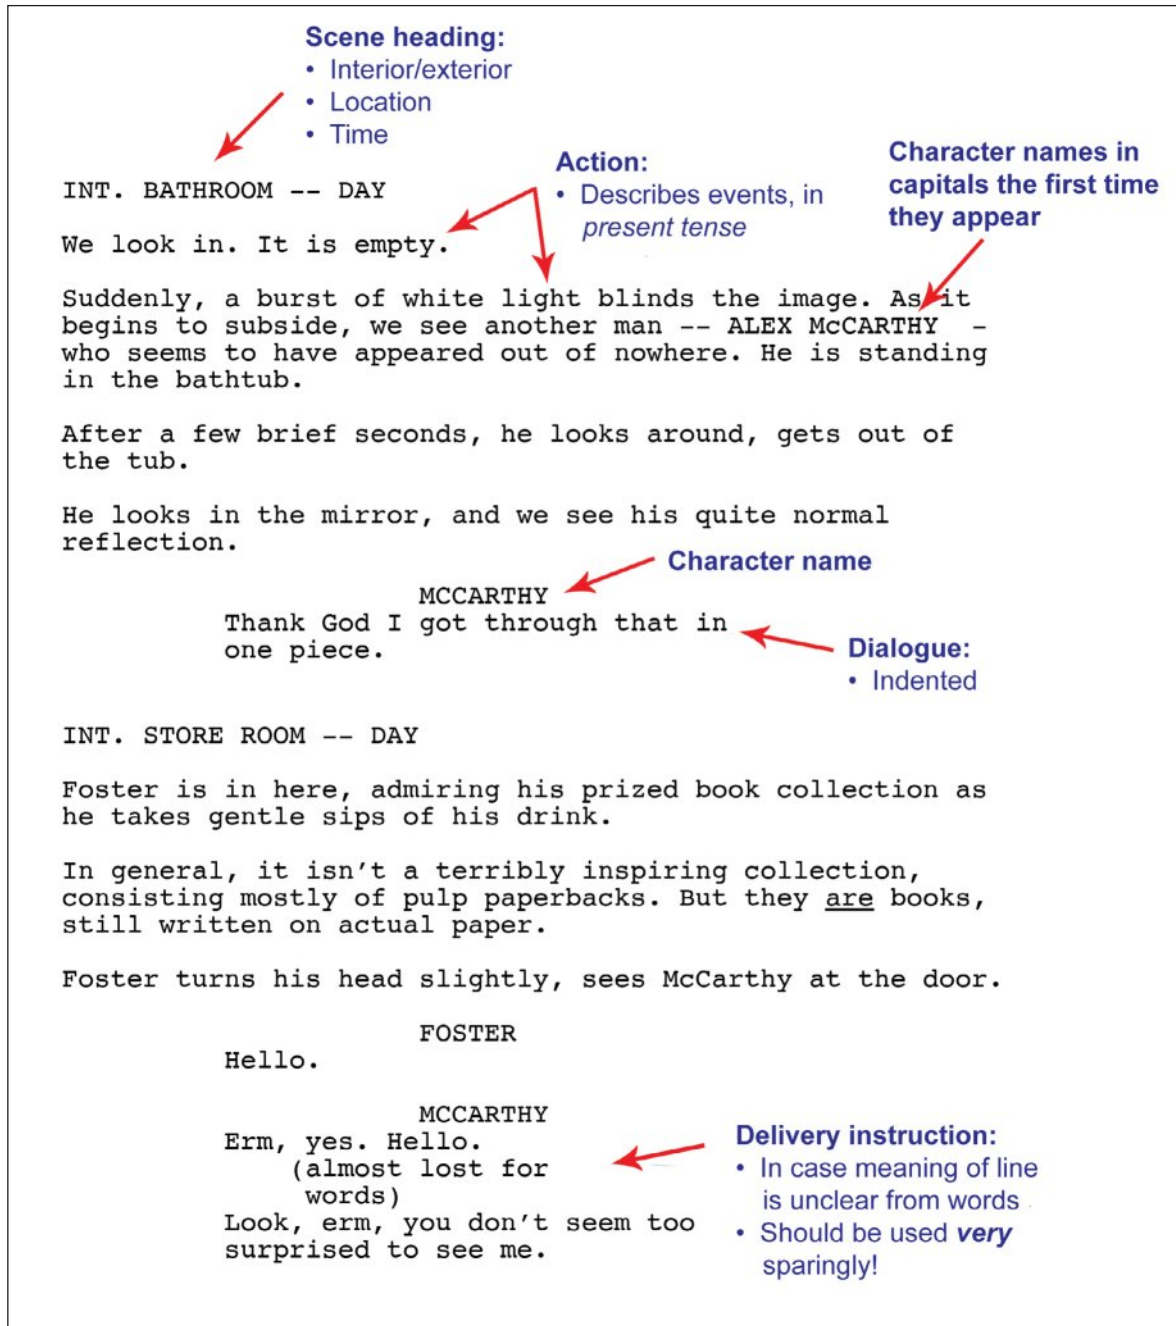 Scene heading:
• Interior/exterior
• Location
• Time
Action:
• Describes events, in
present tense
Character names in
capitals the first time
they appear
INT. BATHROOM -- DAY
We look in. It is empty.
Suddenly, a burst of white light blinds the image. As it
begins to subside, we see another man -- ALEX McCARTHY -
who seems to have appeared out of nowhere. He is standing
in the bathtub.
After a few brief seconds, he looks around, gets out of
the tub.
He looks in the mirror, and we see his quite normal
reflection.
Character name
MCCARTHY
Thank God I got through that in
one piece.
Dialogue:
• Indented
INT. STORE ROOM -- DAY
Foster is in here, admiring his prized book collection as
he takes gentle sips of his drink.
In general, it isn't a terribly inspiring collection,
consisting mostly of pulp paperbacks. But they are books,
still written on actual paper.
Foster turns his head slightly, sees McCarthy at the door.
FOSTER
Hello.
MCCARTHY
Erm, yes. Hello.
(almost lost for
words)
Look, erm, you don't seem too
surprised to see me.
Delivery instruction:
• In case meaning of line
is unclear from words
• Should be used very
sparingly!